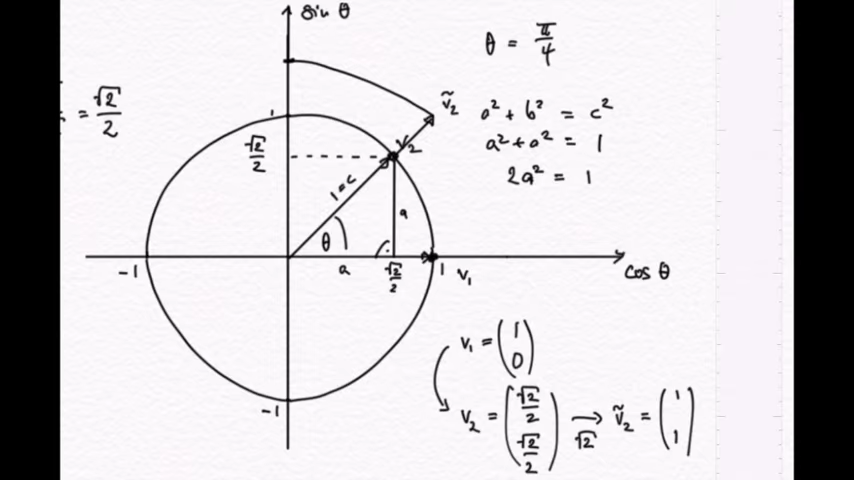 sin θ
θ = π/4
= √2/2
ṽ₂
a² + b² = c²
1
v₂
a² + a² = 1
√2/2
2a² = 1
1 = c
a
θ
-1
a
√2/2
1
v₁
cos θ
v₁ = (1 0)
-1
v₂ = (√2/2 √2/2) → √2 ṽ₂ = (1 1)